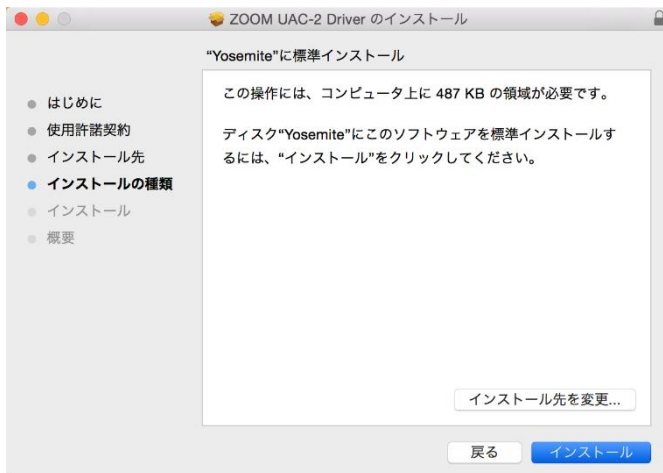 ZOOM UAC-2 Driver のインストール
“Yosemite”に標準インストール
はじめに
使用許諾契約
インストール先
インストールの種類
インストール
概要
この操作には、コンピュータ上に 487 KB の領域が必要です。
ディスク“Yosemite”にこのソフトウェアを標準インストールす
るには、“インストール”をクリックしてください。
インストール先を変更...
戻る
インストール